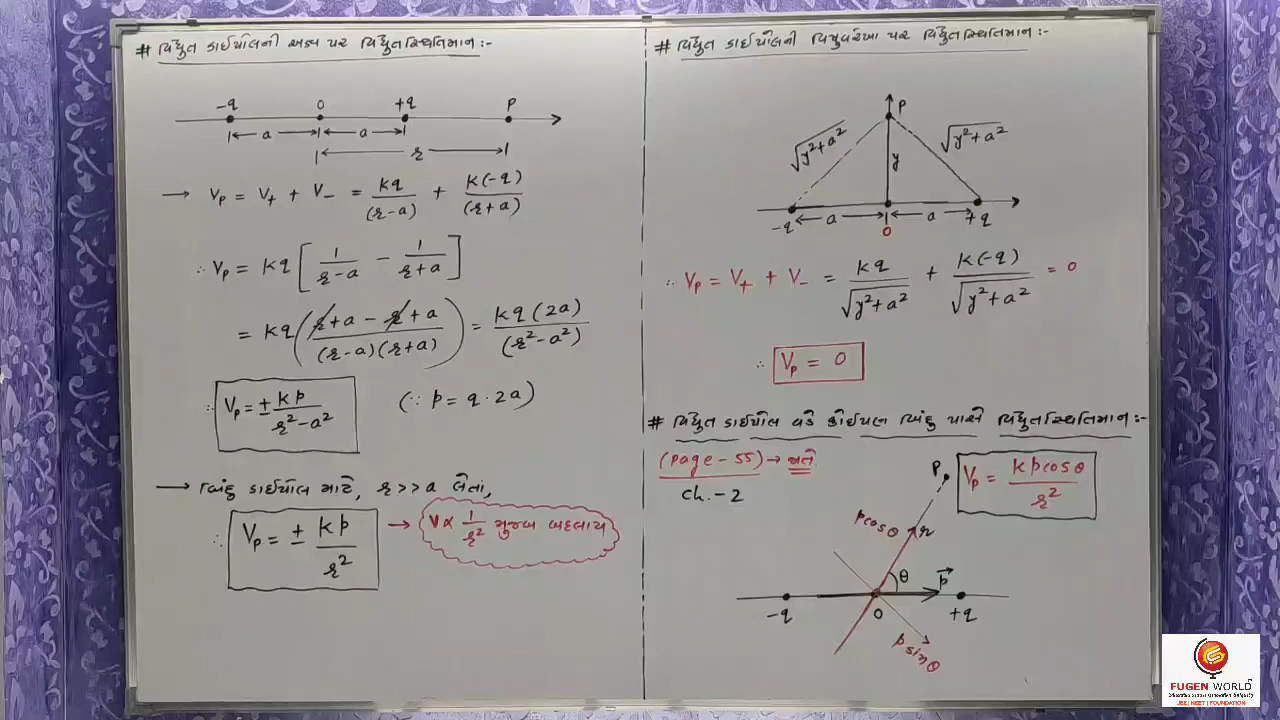 # વિદ્યુત ડાઈપોલની અક્ષ પર વિદ્યુતસ્થિતિમાન :-
-q O +q P
a a
r
→ Vp = V+ + V- = kq/(r-a) + k(-q)/(r+a)
∴ Vp = kq [ 1/(r-a) - 1/(r+a) ]
= kq ( (r+a-r+a)/((r-a)(r+a)) ) = kq(2a)/(r²-a²)
∴ Vp = ± kp/(r²-a²) (∵ p = q·2a)
→ બિંદુ ડાઈપોલ માટે, r>>a લેતા,
∴ Vp = ± kp/r² → V∝ 1/r² મુજબ બદલાય
# વિદ્યુત ડાઈપોલની વિષુવરેખા પર વિદ્યુતસ્થિતિમાન :-
P
√(y²+a²) √(y²+a²)
y
-q a O a +q
∴ Vp = V+ + V- = kq/√(y²+a²) + k(-q)/√(y²+a²) = 0
∴ Vp = 0
# વિદ્યુત ડાઈપોલ વડે કોઈપણ બિંદુ પાસે વિદ્યુતસ્થિતિમાન :-
(page-55) → જાતે
ch.-2
P Vp = kpcosθ/r²
pcosθ r
θ p⃗
-q O +q
psinθ
FUGEN WORLD
JEE | NEET | FOUNDATION